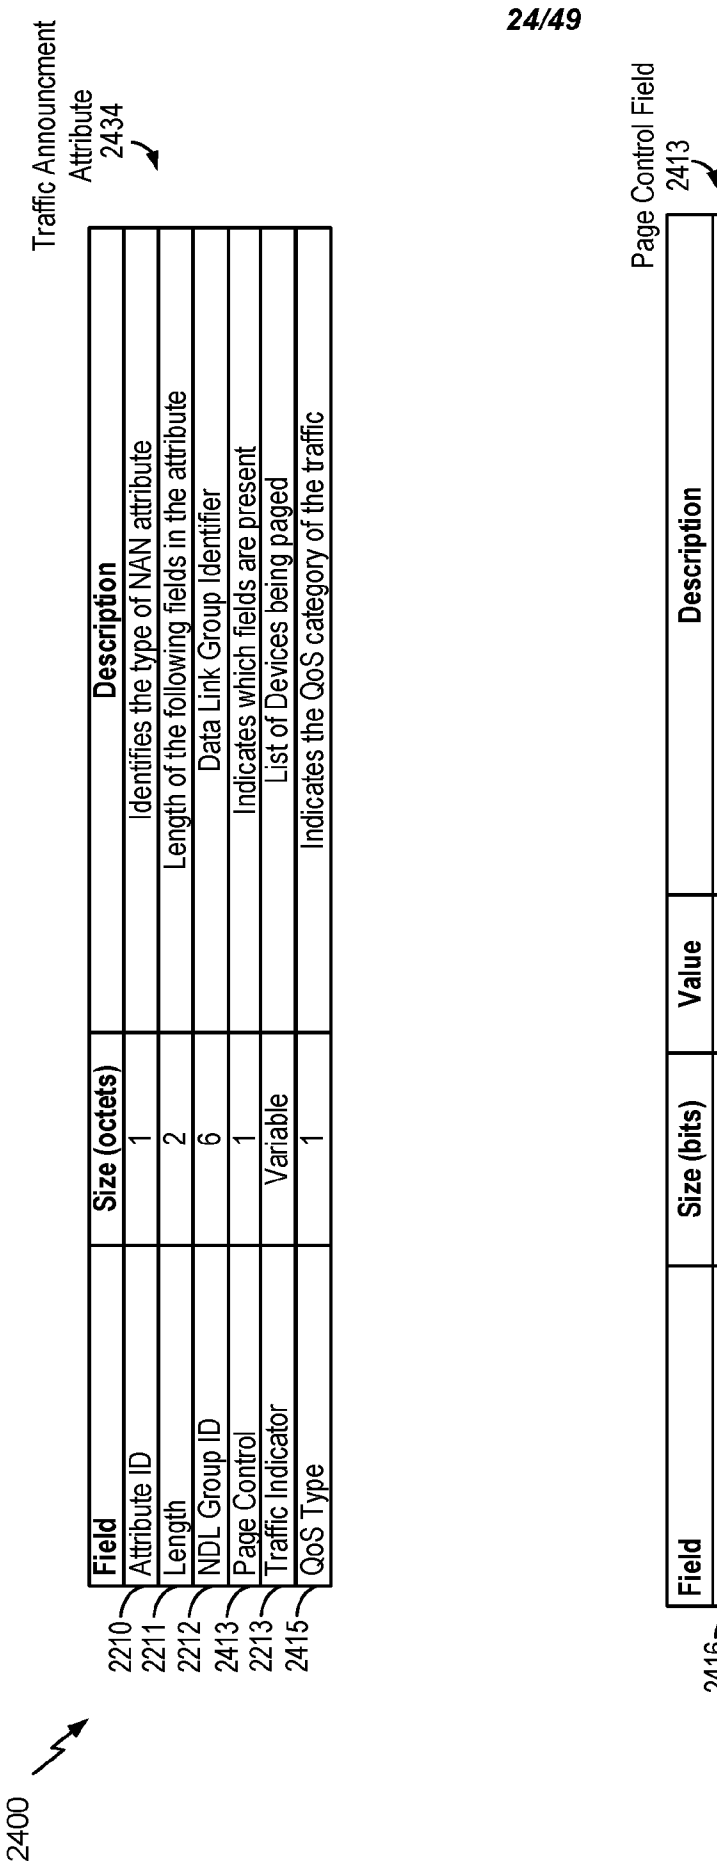 24/49
2400
Traffic Announcment
Attribute
2434
Field Size (octets) Description
2210 Attribute ID 1 Identifies the type of NAN attribute
2211 Length 2 Length of the following fields in the attribute
2212 NDL Group ID 6 Data Link Group Identifier
2413 Page Control 1 Indicates which fields are present
2213 Traffic Indicator Variable List of Devices being paged
2415 QoS Type 1 Indicates the QoS category of the traffic
Page Control Field
2413
Field Size (bits) Value Description
2416